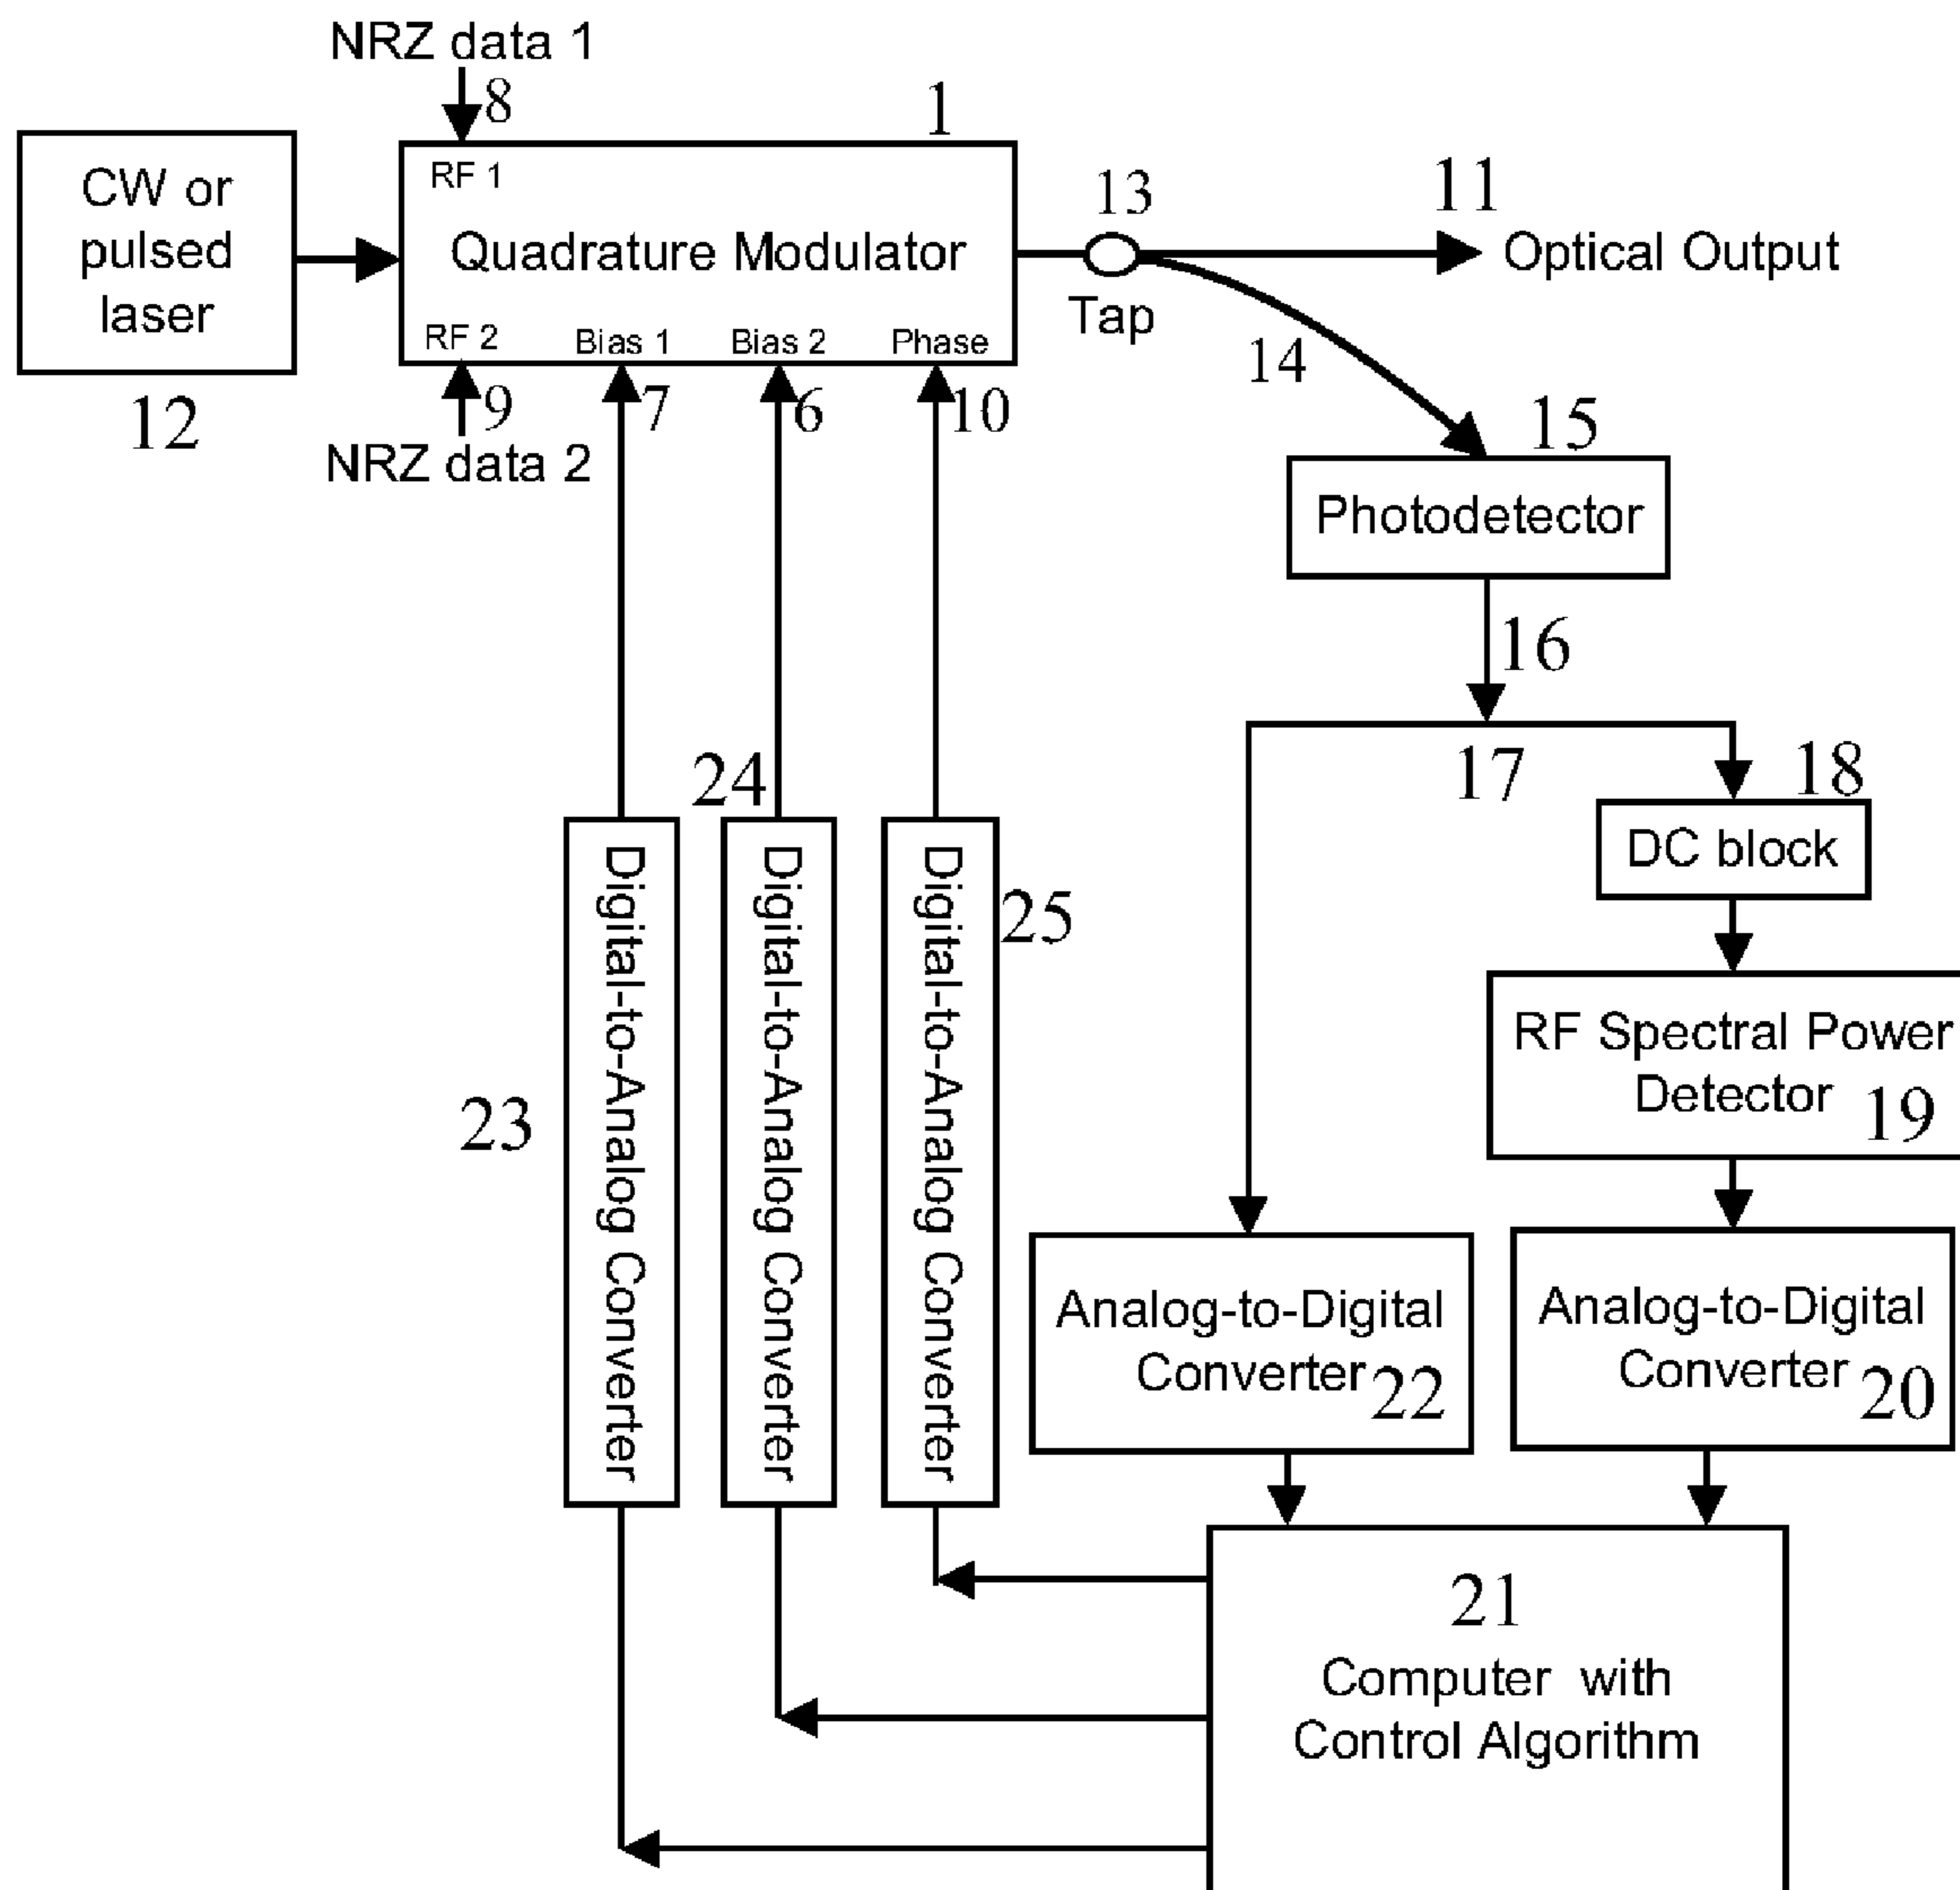 NRZ data 1
8
1
CW or
pulsed
laser
12
RF 1
Quadrature Modulator
RF 2
Bias 1
Bias 2
Phase
9
7
6
10
NRZ data 2
13
Tap
11
Optical Output
14
15
Photodetector
16
17
18
DC block
24
25
23
Digital-to-Analog Converter
Digital-to-Analog Converter
Digital-to-Analog Converter
RF Spectral Power
Detector
19
Analog-to-Digital
Converter
22
Analog-to-Digital
Converter
20
21
Computer with
Control Algorithm